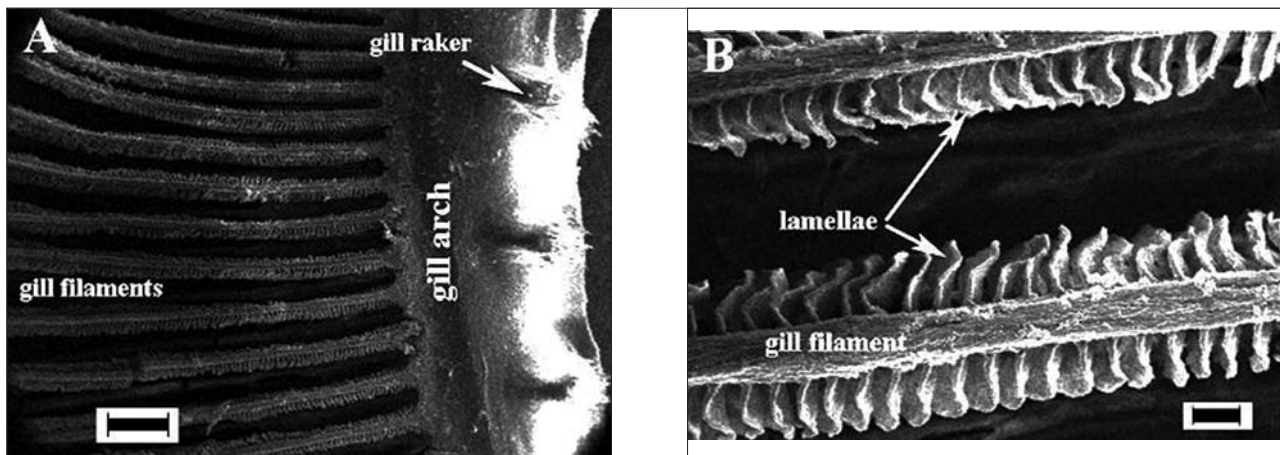 A
gill raker
gill arch
gill filaments
B
lamellae
gill filament